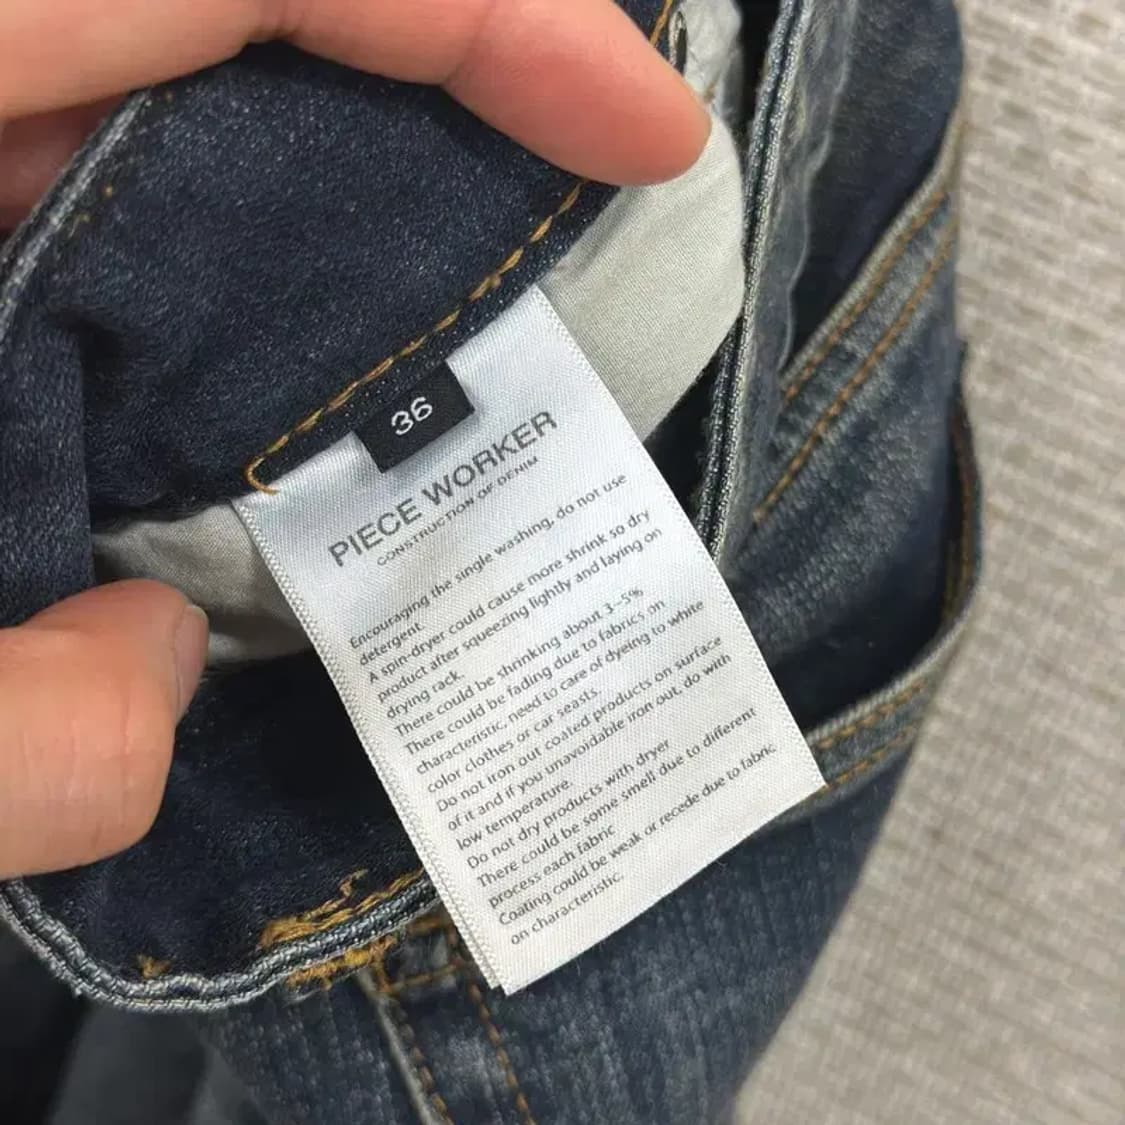 36
PIECE WORKER
CONSTRUCTION OF DENIM
Encouraging the single washing, do not use
detergent.
A spin-dryer could cause more shrink so dry
product after squeezing lightly and laying on
drying rack.
There could be shrinking about 3~5%
There could be fading due to fabrics on
characteristic, need to care of dyeing to white
color clothes or car seasts.
Do not iron out coated products on surface
of it and if you unavoidable iron out, do with
low temperature.
Do not dry products with dryer
There could be some smell due to different
process each fabric
Coating could be weak or recede due to fabric
on characteristic.